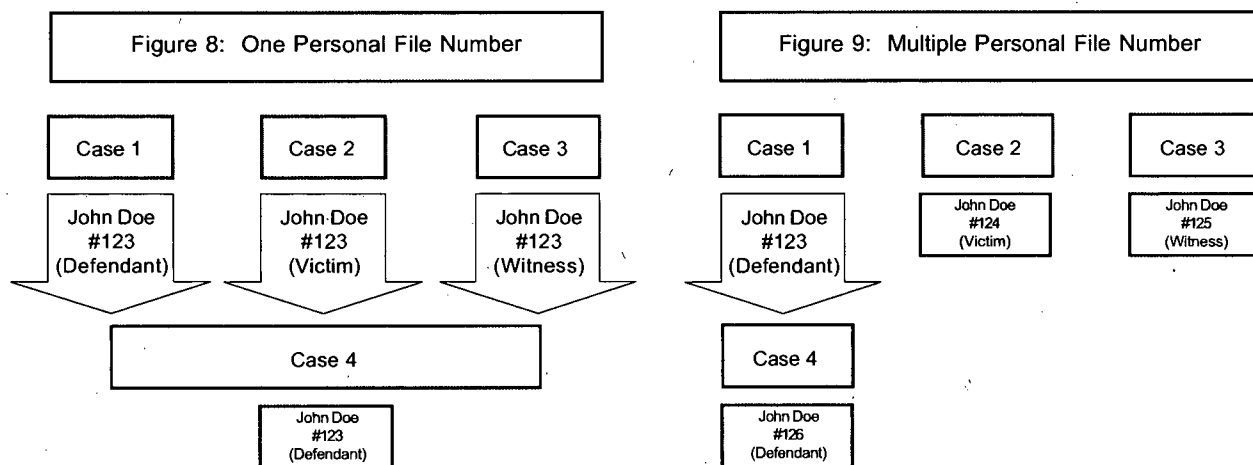 Figure 8: One Personal File Number
Case 1
Case 2
Case 3
John Doe
#123
(Defendant)
John Doe
#123
(Victim)
John Doe
#123
(Witness)
Case 4
John Doe
#123
(Defendant)
Figure 9: Multiple Personal File Number
Case 1
Case 2
Case 3
John Doe
#123
(Defendant)
John Doe
#124
(Victim)
John Doe
#125
(Witness)
Case 4
John Doe
#126
(Defendant)